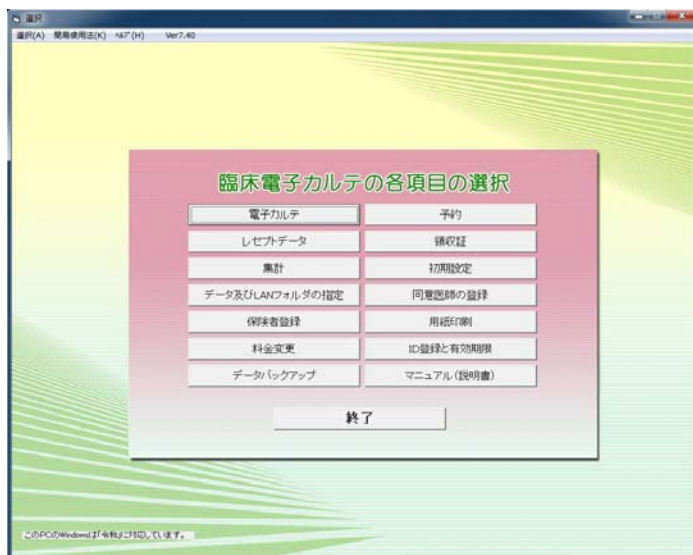 選択
選択(A) 簡易使用法(K) ﾍﾙﾌﾟ(H) Ver7.40
臨床電子カルテの各項目の選択
電子カルテ 予約
レセプトデータ 領収証
集計 初期設定
データ及びLANフォルダの指定 同意医師の登録
保険者登録 用紙印刷
料金変更 ID登録と有効期限
データバックアップ マニュアル(説明書)
終了
このPCのWindowsは「令和」に対応しています。